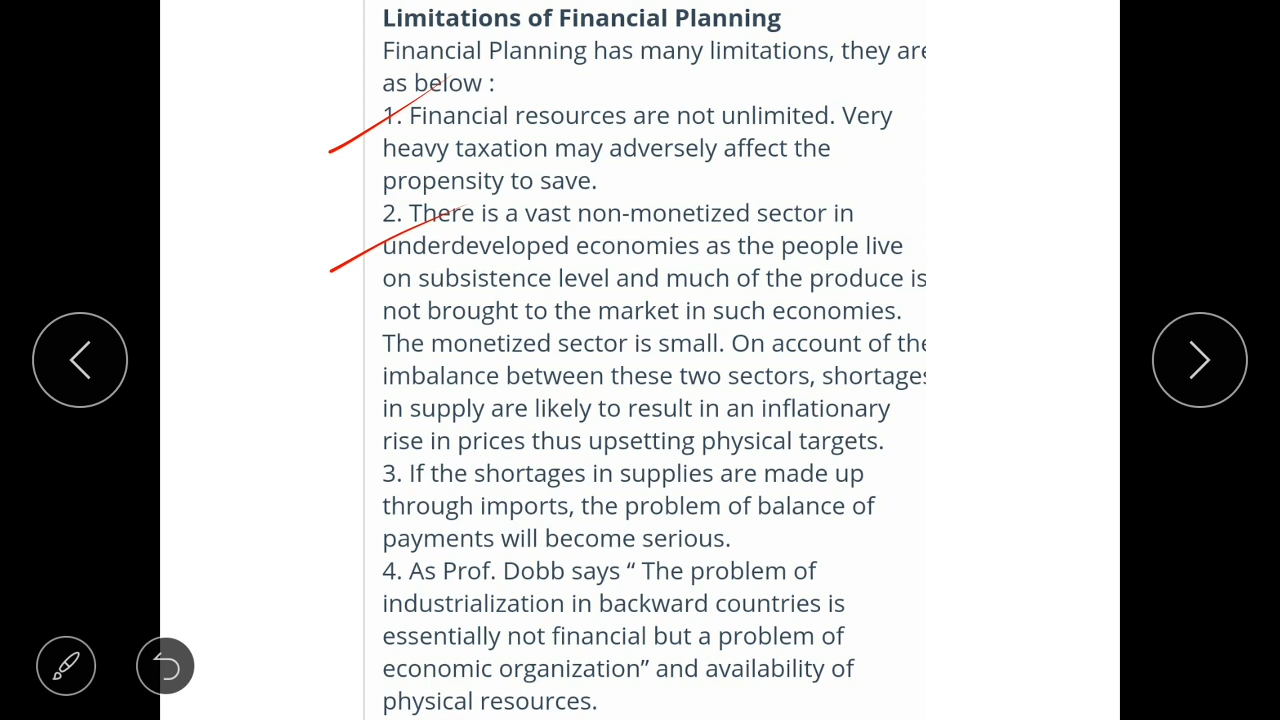 Limitations of Financial Planning
Financial Planning has many limitations, they are
as below :
1. Financial resources are not unlimited. Very
heavy taxation may adversely affect the
propensity to save.
2. There is a vast non-monetized sector in
underdeveloped economies as the people live
on subsistence level and much of the produce is
not brought to the market in such economies.
The monetized sector is small. On account of the
imbalance between these two sectors, shortages
in supply are likely to result in an inflationary
rise in prices thus upsetting physical targets.
3. If the shortages in supplies are made up
through imports, the problem of balance of
payments will become serious.
4. As Prof. Dobb says “ The problem of
industrialization in backward countries is
essentially not financial but a problem of
economic organization” and availability of
physical resources.